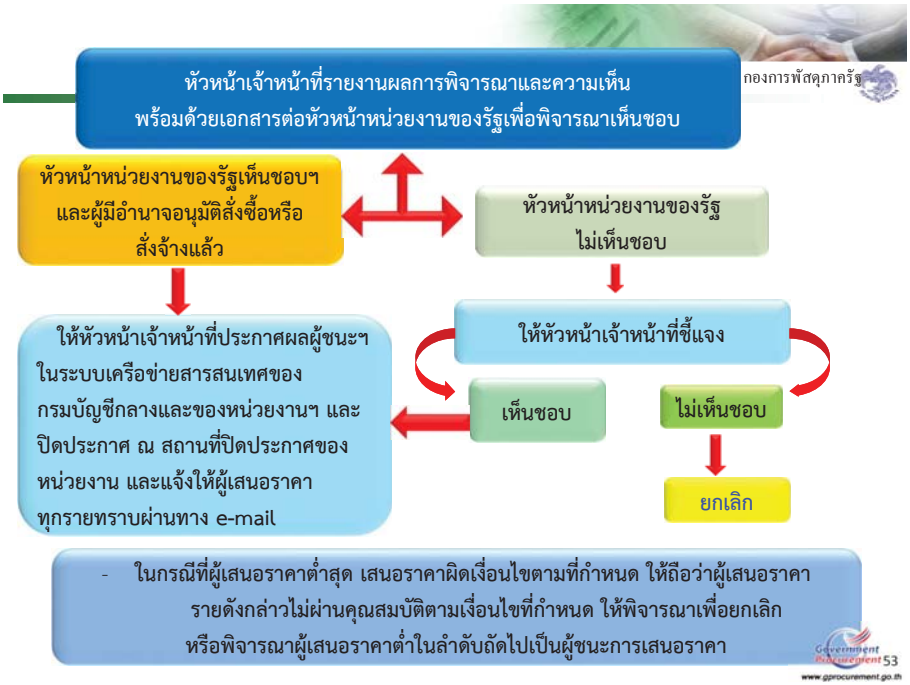 กองการพัสดุภาครัฐ
หัวหน้าเจ้าหน้าที่รายงานผลการพิจารณาและความเห็น
พร้อมด้วยเอกสารต่อหัวหน้าหน่วยงานของรัฐเพื่อพิจารณาเห็นชอบ
หัวหน้าหน่วยงานของรัฐเห็นชอบฯ
และผู้มีอำนาจอนุมัติสั่งซื้อหรือ
สั่งจ้างแล้ว
หัวหน้าหน่วยงานของรัฐ
ไม่เห็นชอบ
ให้หัวหน้าเจ้าหน้าที่ประกาศผลผู้ชนะฯ
ในระบบเครือข่ายสารสนเทศของ
กรมบัญชีกลางและของหน่วยงานฯ และ
ปิดประกาศ ณ สถานที่ปิดประกาศของ
หน่วยงาน และแจ้งให้ผู้เสนอราคา
ทุกรายทราบผ่านทาง e-mail
ให้หัวหน้าเจ้าหน้าที่ชี้แจง
เห็นชอบ
ไม่เห็นชอบ
ยกเลิก
- ในกรณีที่ผู้เสนอราคาต่ำสุด เสนอราคาผิดเงื่อนไขตามที่กำหนด ให้ถือว่าผู้เสนอราคา
รายดังกล่าวไม่ผ่านคุณสมบัติตามเงื่อนไขที่กำหนด ให้พิจารณาเพื่อยกเลิก
หรือพิจารณาผู้เสนอราคาต่ำในลำดับถัดไปเป็นผู้ชนะการเสนอราคา
Government
Procurement 53
www.gprocurement.go.th